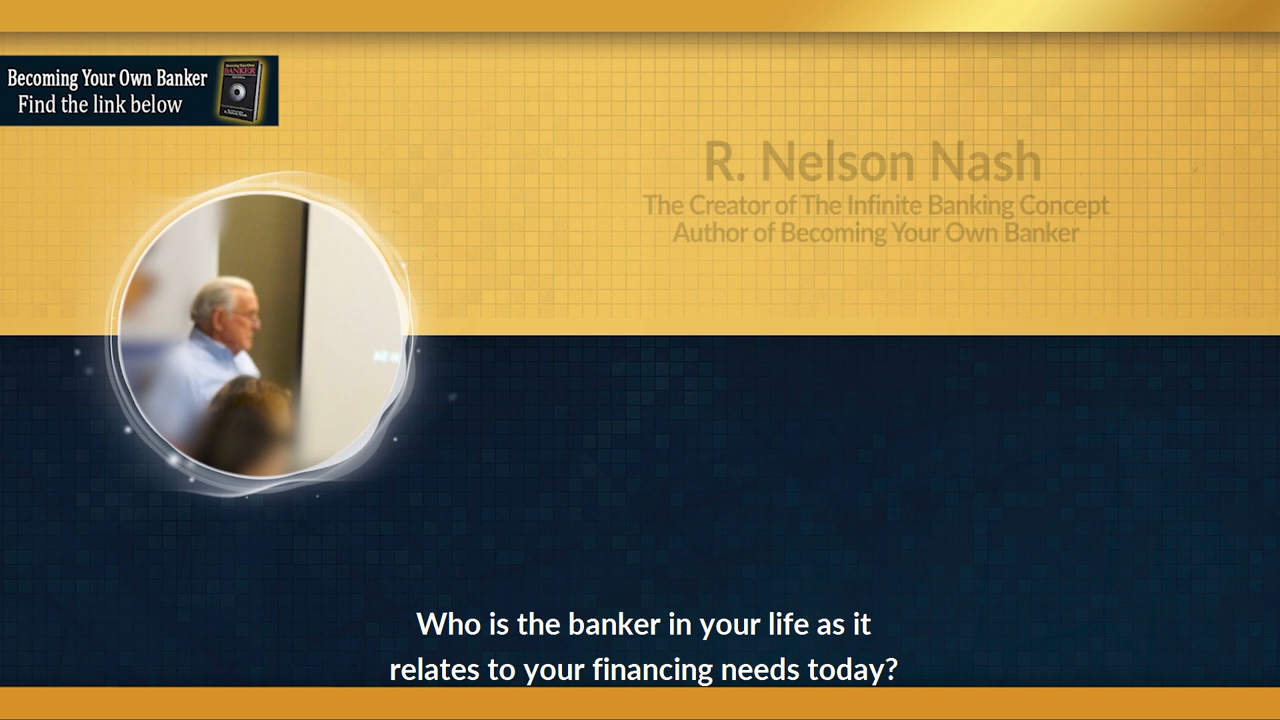 Becoming Your Own Banker
Find the link below
R. Nelson Nash
The Creator of The Infinite Banking Concept
Author of Becoming Your Own Banker
Who is the banker in your life as it
relates to your financing needs today?